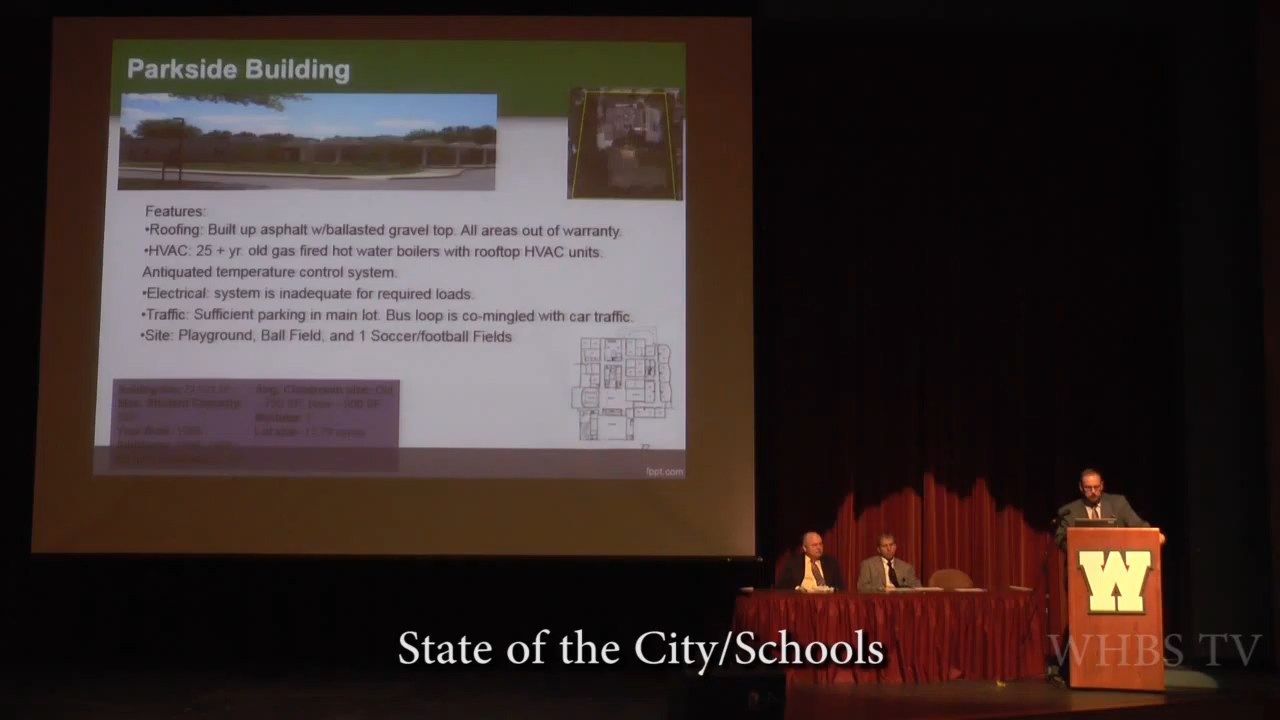 Parkside Building
Features:
•Roofing: Built up asphalt w/ballasted gravel top. All areas out of warranty.
•HVAC: 25 + yr. old gas fired hot water boilers with rooftop HVAC units.
Antiquated temperature control system.
•Electrical: system is inadequate for required loads.
•Traffic: Sufficient parking in main lot. Bus loop is co-mingled with car traffic.
•Site: Playground, Ball Field, and 1 Soccer/football Fields
Max. Student Capacity
fppt.com
W
State of the City/Schools
WHBS TV